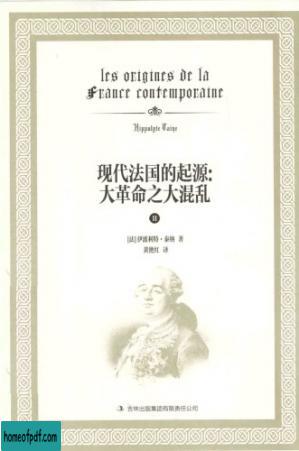 les origines de la
France contemporaine
Hippolyte Taine
现代法国的起源:
大革命之大混乱
II
[法]伊波利特·泰纳 著
黄艳红 译
吉林出版集团有限责任公司
homeofpdf.com